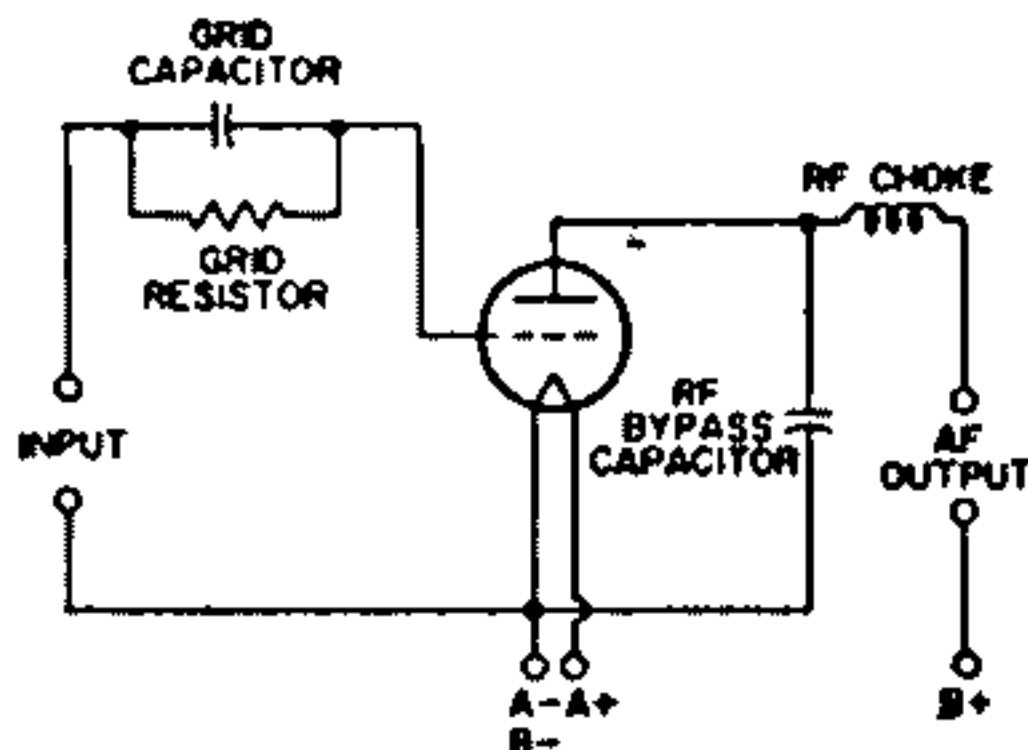 GRID
CAPACITOR
GRID
RESISTOR
RF CHOKE
INPUT
RF
BYPASS
CAPACITOR
AF
OUTPUT
A- A+
B-
B+